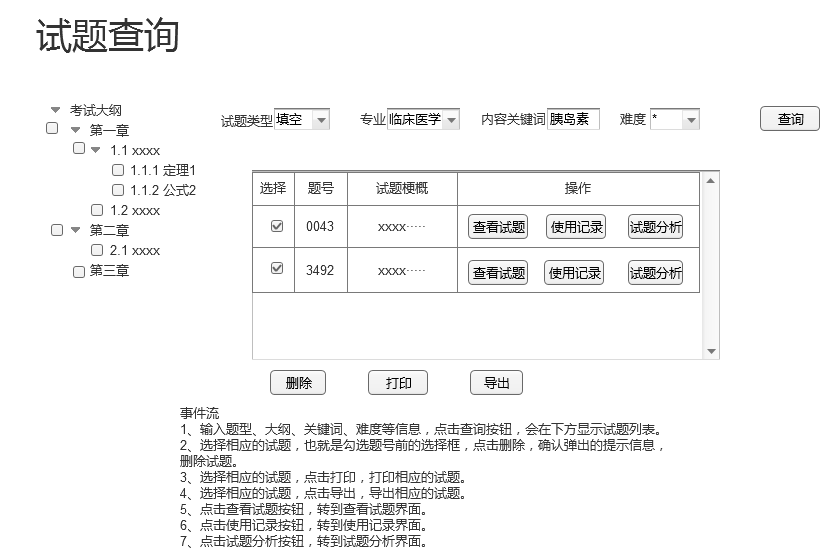 试题查询
考试大纲
第一章
1.1 xxxx
1.1.1 定理1
1.1.2 公式2
1.2 xxxx
第二章
2.1 xxxx
第三章
试题类型 填空 专业 临床医学 内容关键词 胰岛素 难度 * 查询
选择 题号 试题梗概 操作
0043 xxxx····· 查看试题 使用记录 试题分析
3492 xxxx····· 查看试题 使用记录 试题分析
删除 打印 导出
事件流
1、输入题型、大纲、关键词、难度等信息，点击查询按钮，会在下方显示试题列表。
2、选择相应的试题，也就是勾选题号前的选择框，点击删除，确认弹出的提示信息，
删除试题。
3、选择相应的试题，点击打印，打印相应的试题。
4、选择相应的试题，点击导出，导出相应的试题。
5、点击查看试题按钮，转到查看试题界面。
6、点击使用记录按钮，转到使用记录界面。
7、点击试题分析按钮，转到试题分析界面。